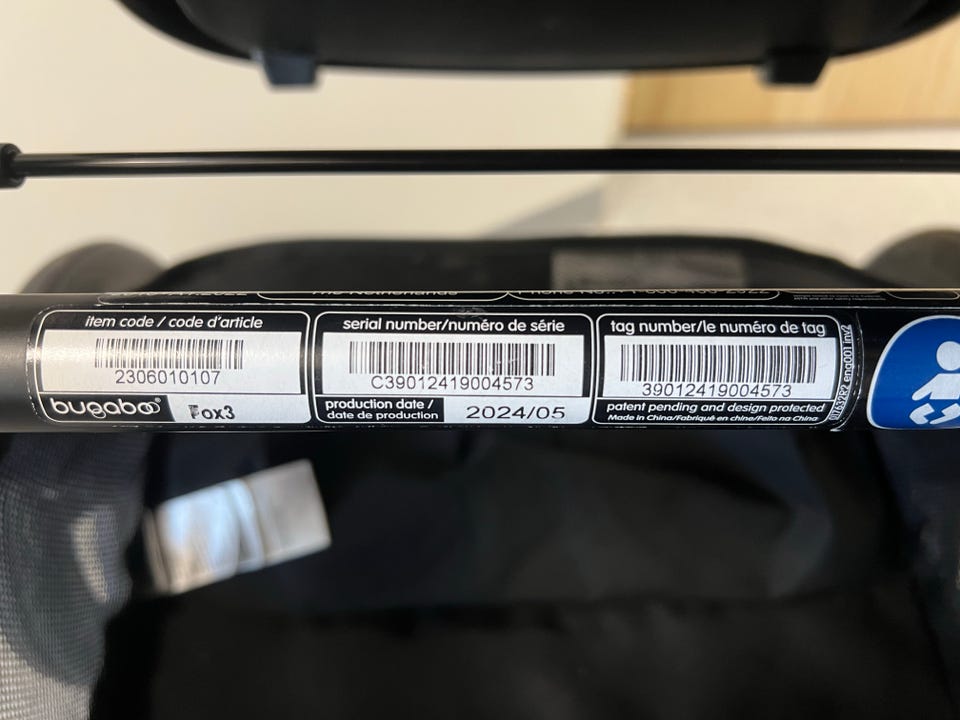 The Netherlands
item code / code d'article
2306010107
bugaboo®
Fox3
serial number/numéro de série
C39012419004573
production date /
date de production
2024/05
tag number/le numéro de tag
39012419004573
patent pending and design protected
Made in China/Fabriqué en chine/Feito na China